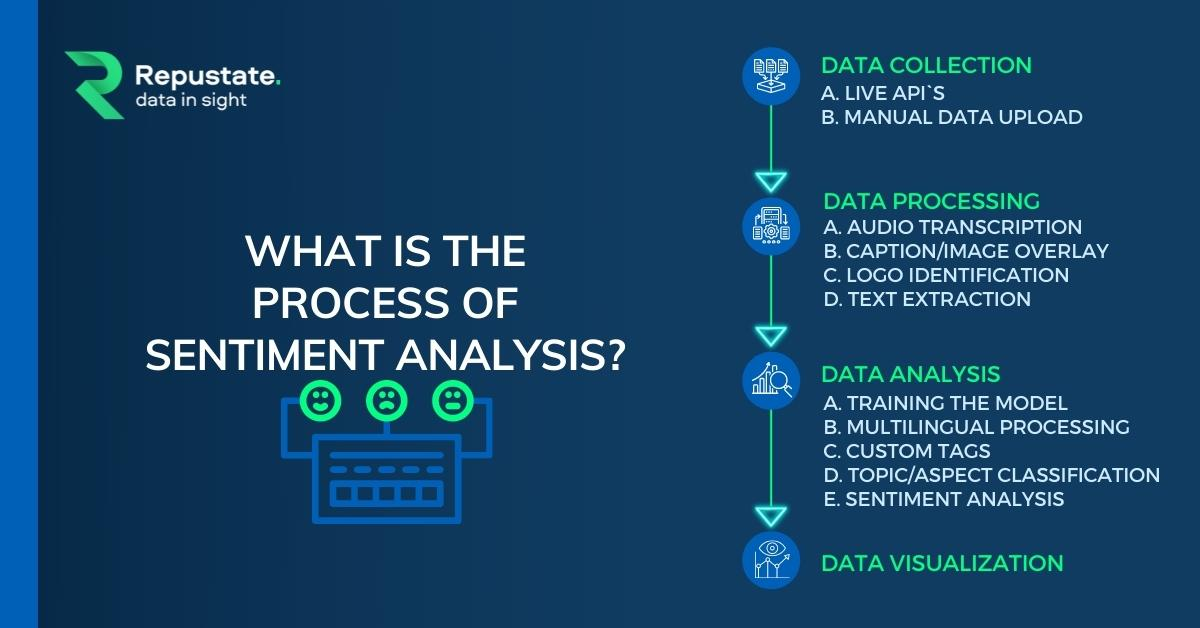 Repustate.
data in sight
WHAT IS THE
PROCESS OF
SENTIMENT ANALYSIS?
DATA COLLECTION
A. LIVE API`S
B. MANUAL DATA UPLOAD
DATA PROCESSING
A. AUDIO TRANSCRIPTION
B. CAPTION/IMAGE OVERLAY
C. LOGO IDENTIFICATION
D. TEXT EXTRACTION
DATA ANALYSIS
A. TRAINING THE MODEL
B. MULTILINGUAL PROCESSING
C. CUSTOM TAGS
D. TOPIC/ASPECT CLASSIFICATION
E. SENTIMENT ANALYSIS
DATA VISUALIZATION